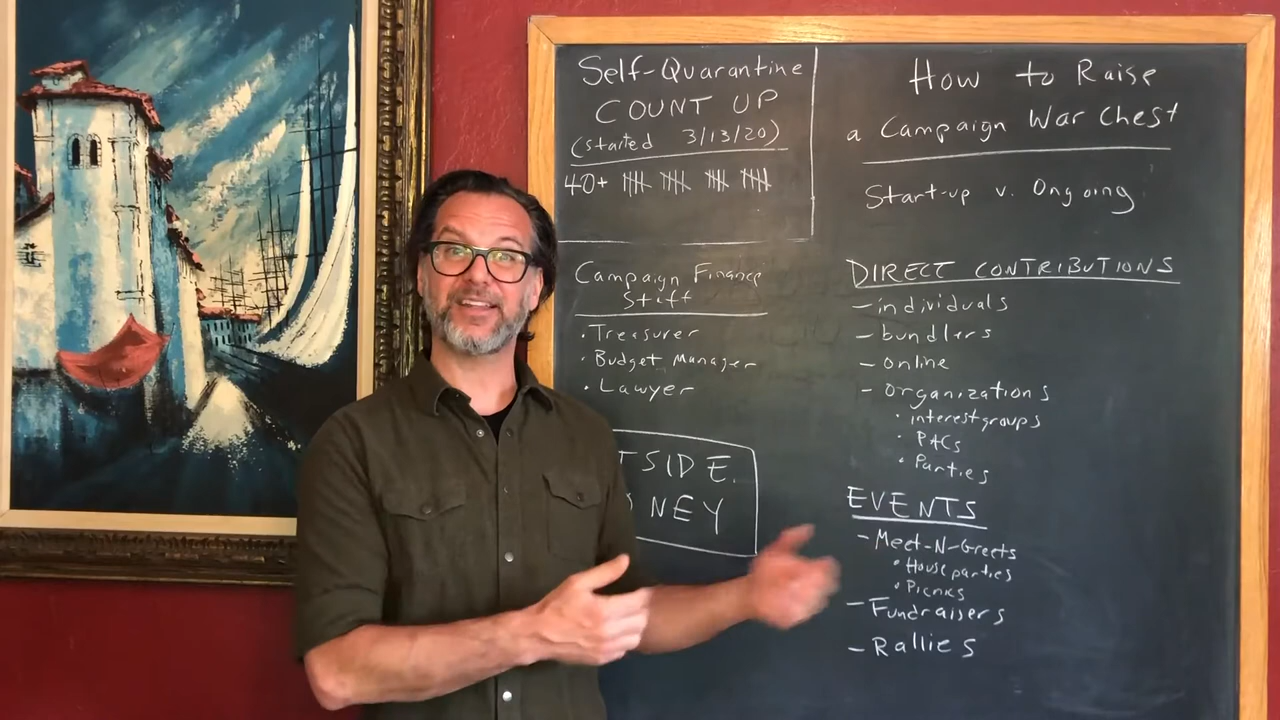 Self-Quarantine
COUNT UP
(started 3/13/20)
40+
Campaign Finance
Staff
• Treasurer
• Budget Manager
• Lawyer
TSIDE
NEY
How to Raise
a Campaign War Chest
Start-up v. Ongoing
DIRECT CONTRIBUTIONS
- individuals
- bundlers
- online
- organizations
• interest groups
• PACs
• Parties
EVENTS
- Meet-N-Greets
• House parties
• Picnics
- Fundraisers
- Rallies